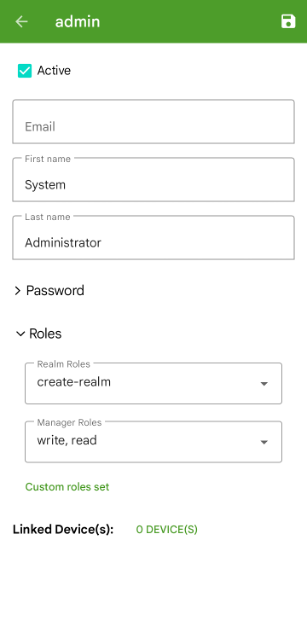 admin
Active
Email
First name
System
Last name
Administrator
Password
Roles
Realm Roles
create-realm
Manager Roles
write, read
Custom roles set
Linked Device(s): 0 DEVICE(S)